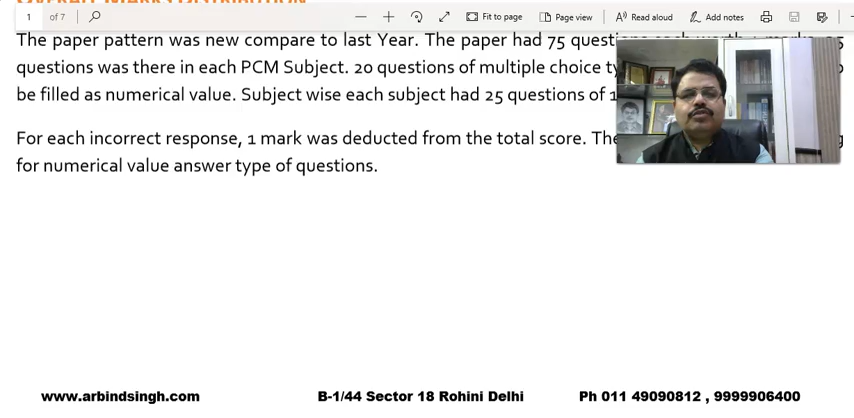 1 of 7 Fit to page Page view Read aloud Add notes
The paper pattern was new compare to last Year. The paper had 75
questions was there in each PCM Subject. 20 questions of multiple choice
be filled as numerical value. Subject wise each subject had 25 questions of
For each incorrect response, 1 mark was deducted from the total score.
for numerical value answer type of questions.
www.arbindsingh.com B-1/44 Sector 18 Rohini Delhi Ph 011 49090812 , 9999906400